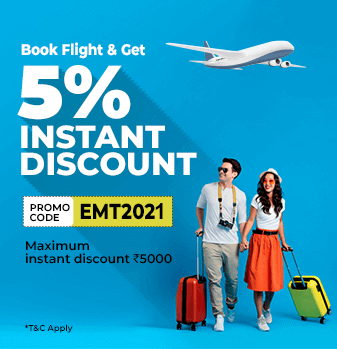 Book Flight & Get
5%
INSTANT
DISCOUNT
PROMO
CODE
EMT2021
Maximum
instant discount ₹5000
*T&C Apply